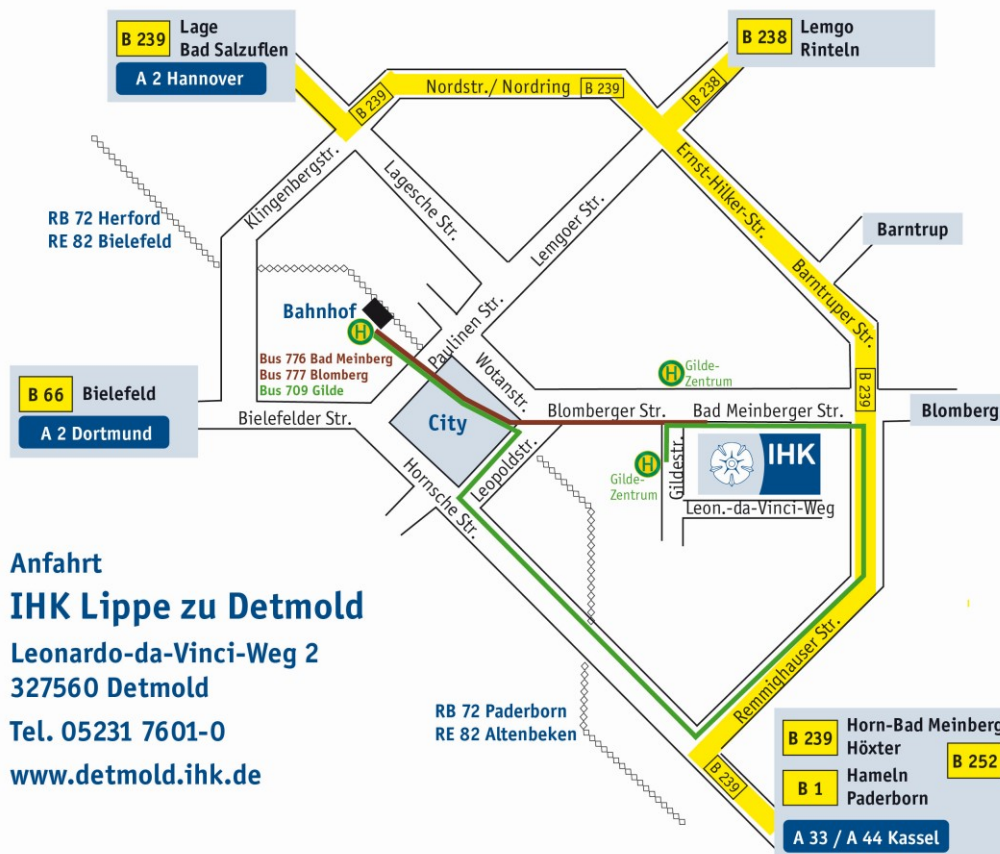 B 239
Lage
Bad Salzuflen
A 2 Hannover
B 238
Lemgo
Rinteln
B 239
Nordstr./ Nordring
B 239
B 238
Klingenbergstr.
Lagesche Str.
Lemgoer Str.
Ernst-Hilker-Str.
RB 72 Herford
RE 82 Bielefeld
Barntrup
Barntruper Str.
Bahnhof
H
Paulinen Str.
Bus 776 Bad Meinberg
Bus 777 Blomberg
Bus 709 Gilde
Wotanstr.
H
Gilde-
Zentrum
B 239
B 66
Bielefeld
A 2 Dortmund
Bielefelder Str.
City
Blomberger Str.
Bad Meinberger Str.
Blomberg
Hornsche Str.
Leopoldstr.
H
Gilde-
Zentrum
Gildestr.
IHK
Leon.-da-Vinci-Weg
Anfahrt
IHK Lippe zu Detmold
Leonardo-da-Vinci-Weg 2
327560 Detmold
Tel. 05231 7601-0
www.detmold.ihk.de
RB 72 Paderborn
RE 82 Altenbeken
Remmighauser Str.
B 239
B 239
Horn-Bad Meinberg
Höxter
B 252
B 1
Hameln
Paderborn
A 33 / A 44 Kassel